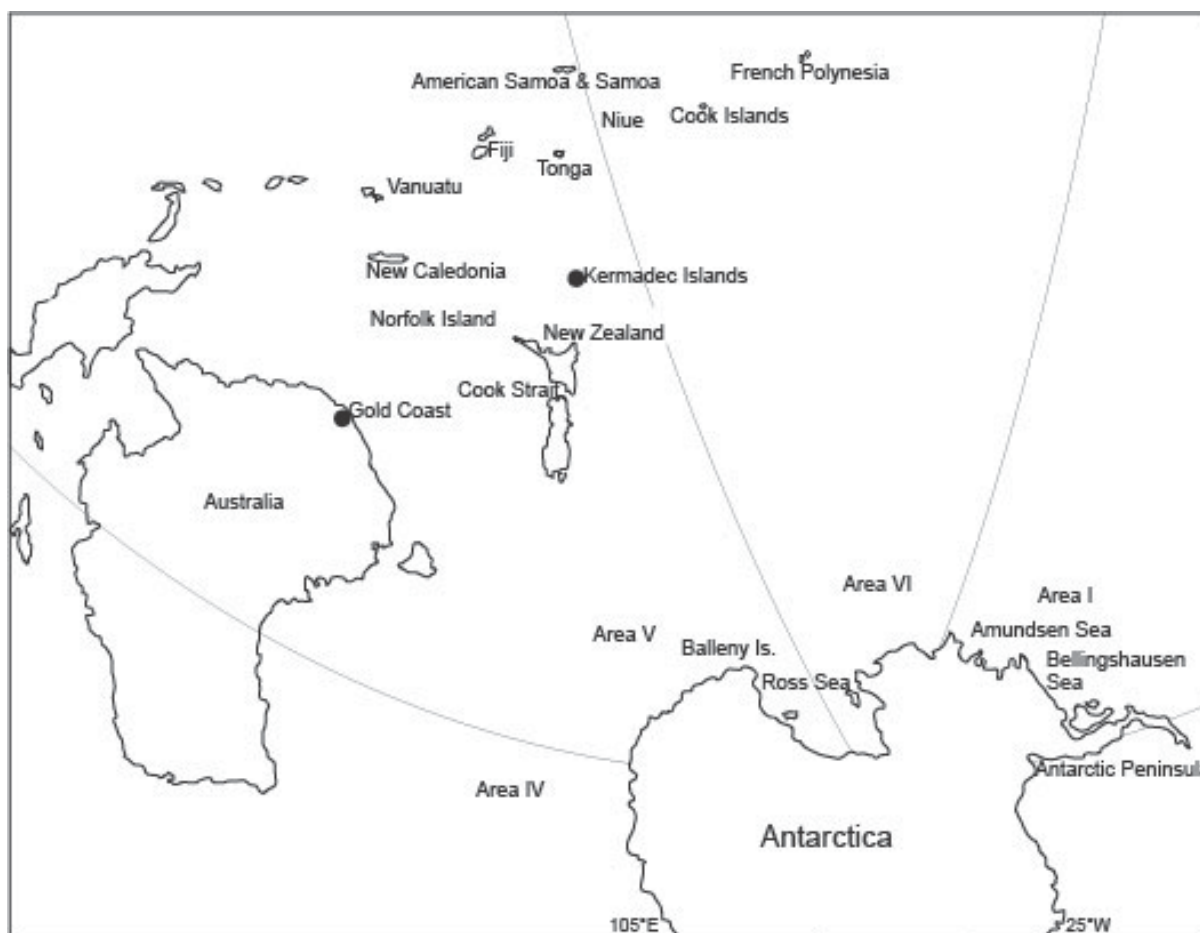 French Polynesia
American Samoa & Samoa
Cook Islands
Niue
Fiji
Tonga
Vanuatu
New Caledonia
Kermadec Islands
Norfolk Island
New Zealand
Cook Strait
Gold Coast
Australia
Area VI
Area I
Area V
Amundsen Sea
Balleny Is.
Bellingshausen
Sea
Ross Sea
Antarctic Peninsul
Area IV
Antarctica
105°E
25°W